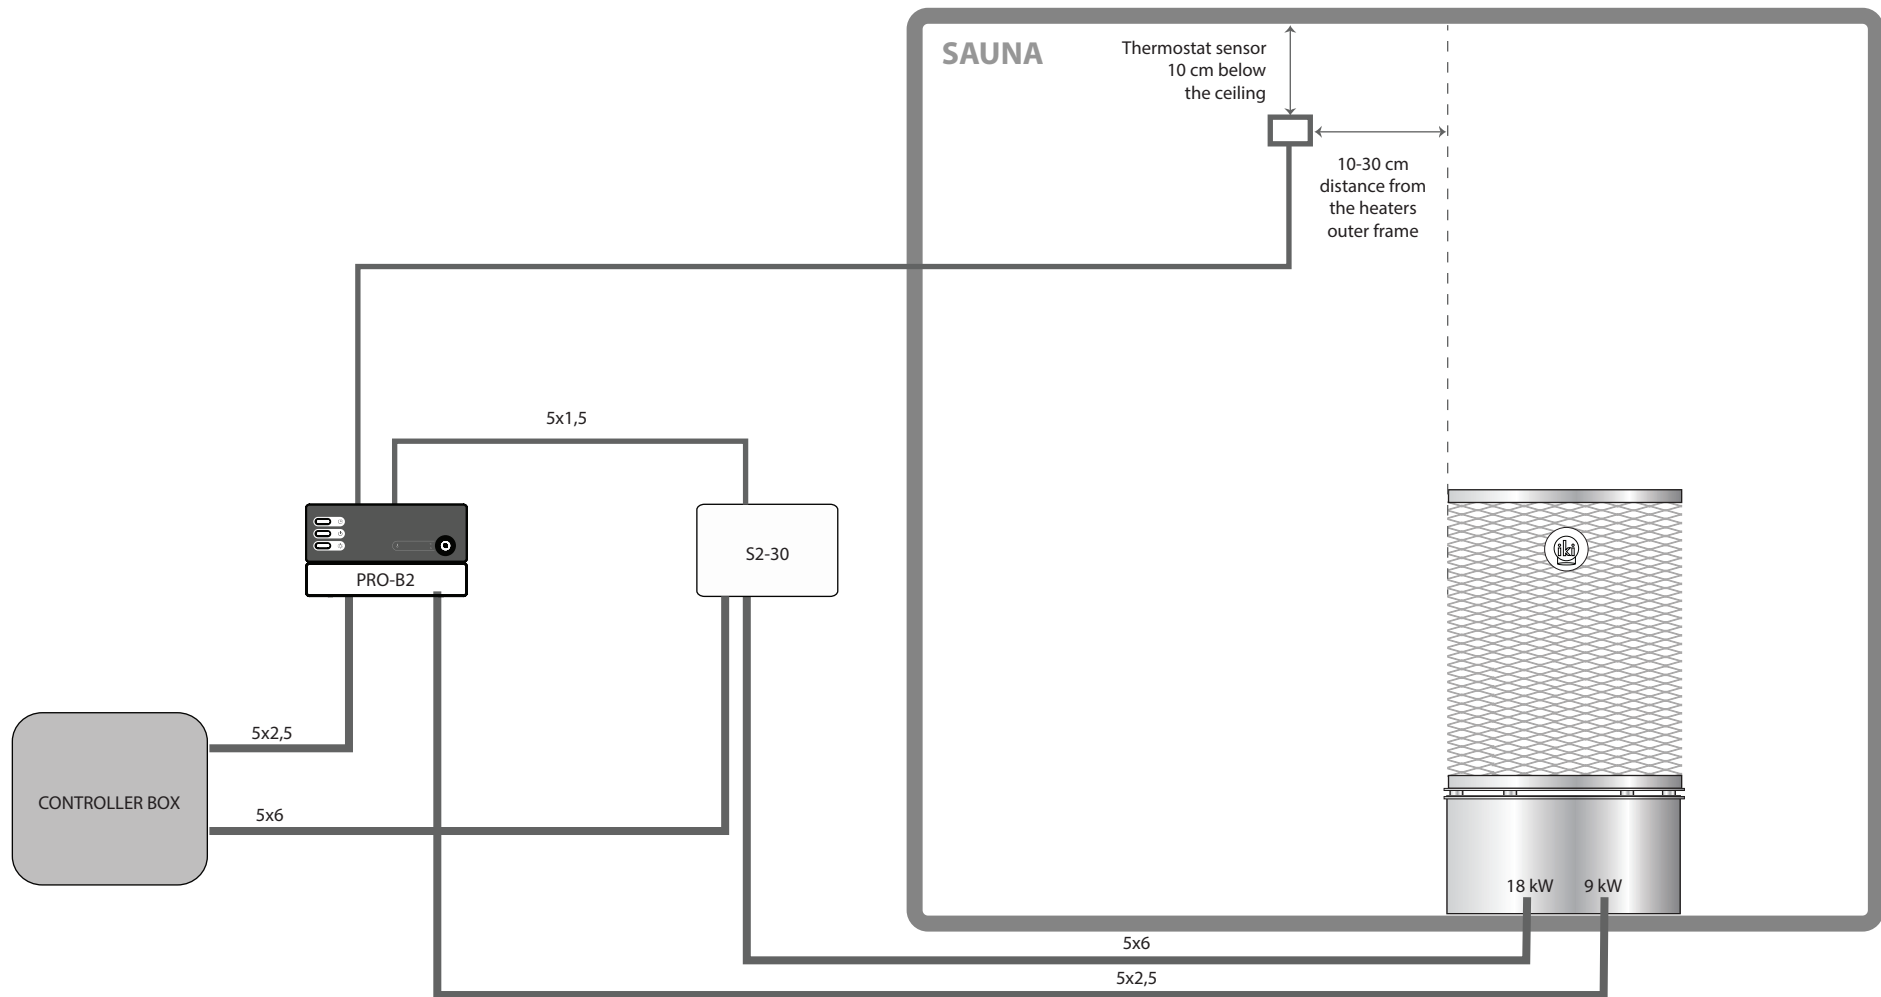 SAUNA
Thermostat sensor
10 cm below
the ceiling
10-30 cm
distance from
the heaters
outer frame
5x1,5
PRO-B2
S2-30
iki
CONTROLLER BOX
5x2,5
5x6
18 kW
9 kW
5x6
5x2,5